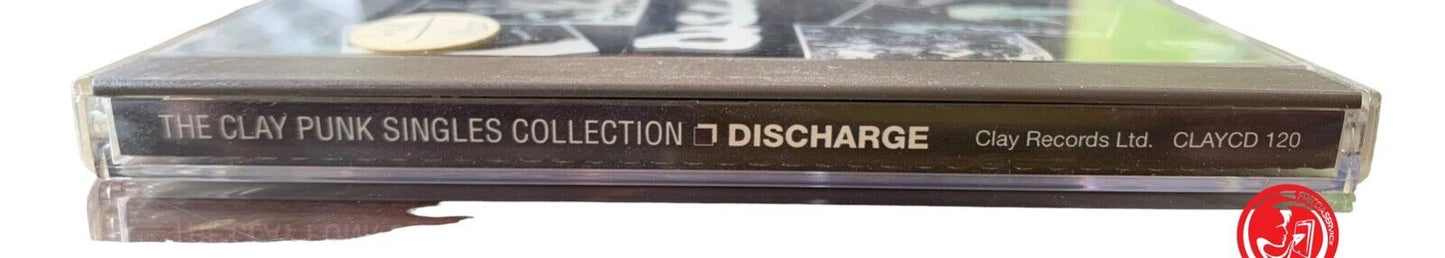 THE CLAY PUNK SINGLES COLLECTION ❐ DISCHARGE Clay Records Ltd. CLAYCD 120